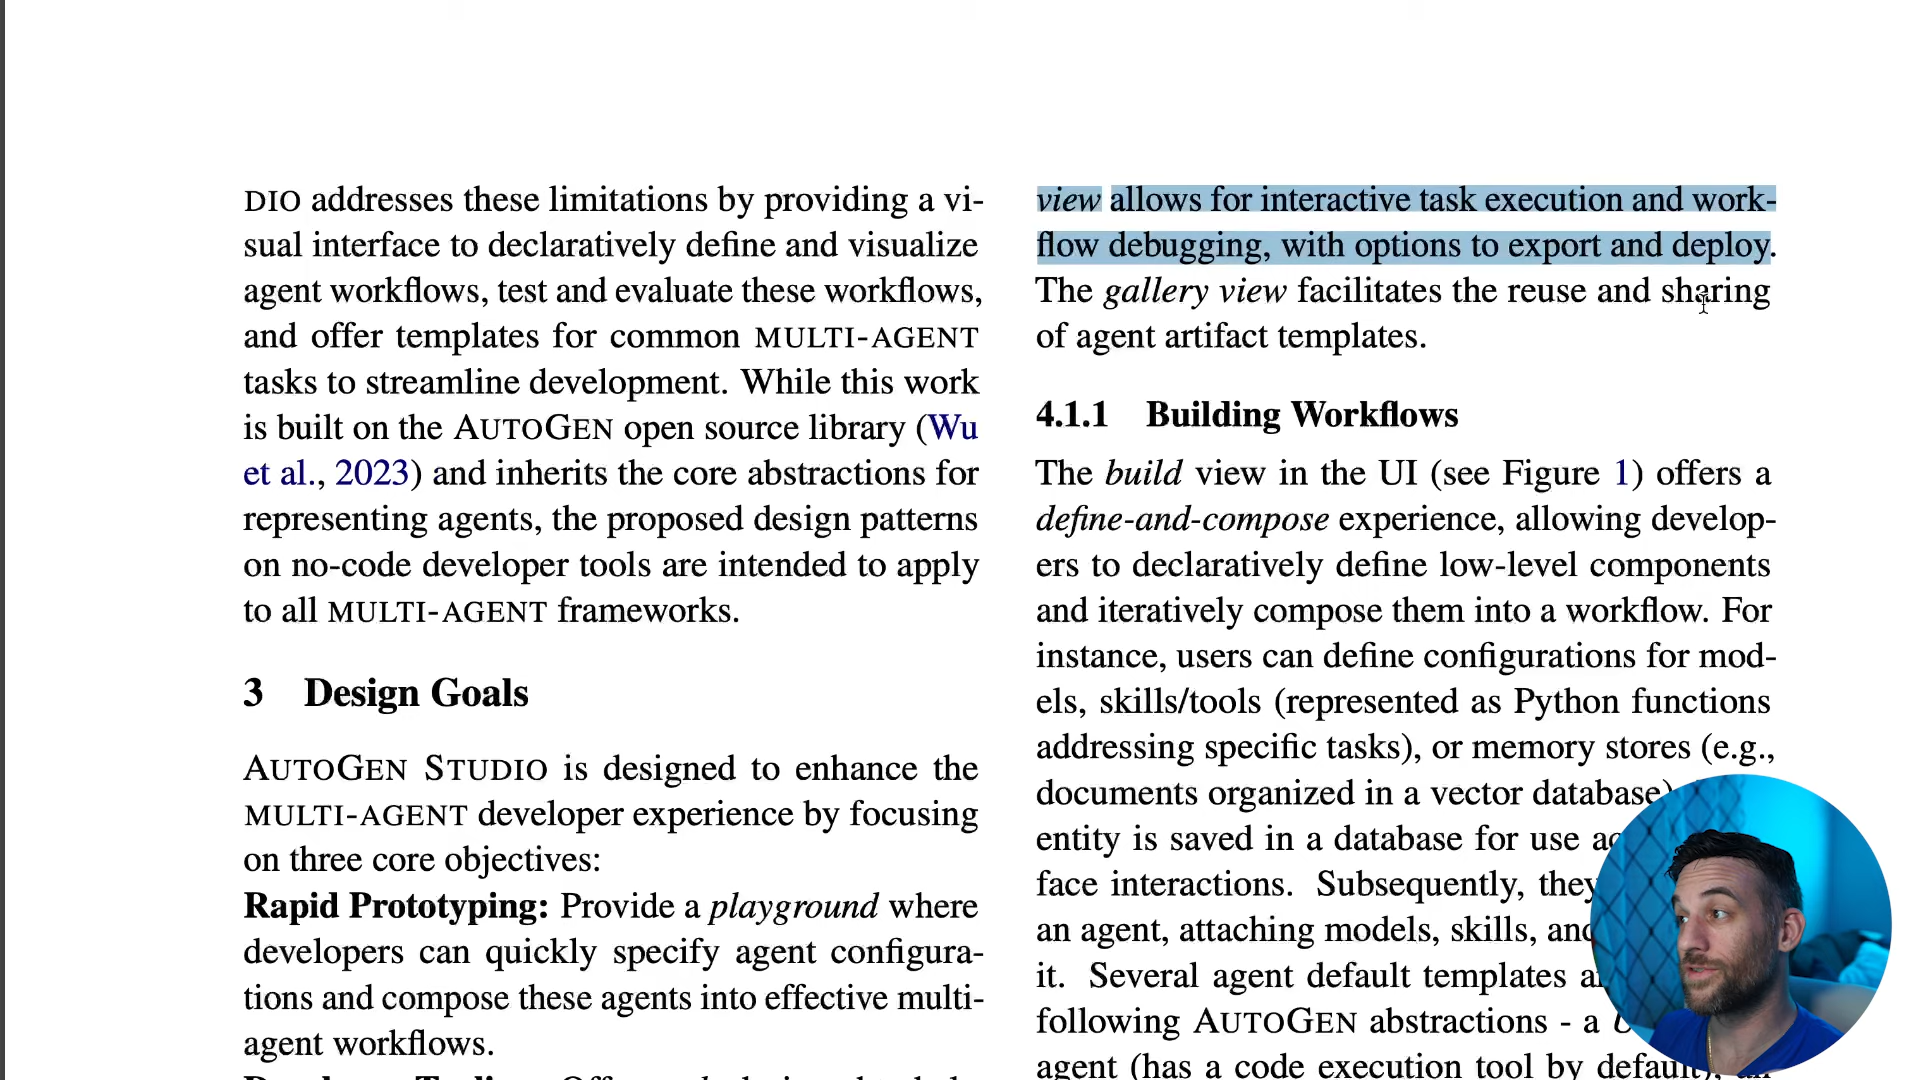 DIO addresses these limitations by providing a vi-
sual interface to declaratively define and visualize
agent workflows, test and evaluate these workflows,
and offer templates for common MULTI-AGENT
tasks to streamline development. While this work
is built on the AUTOGEN open source library (Wu
et al., 2023) and inherits the core abstractions for
representing agents, the proposed design patterns
on no-code developer tools are intended to apply
to all MULTI-AGENT frameworks.
3 Design Goals
AUTOGEN STUDIO is designed to enhance the
MULTI-AGENT developer experience by focusing
on three core objectives:
Rapid Prototyping: Provide a playground where
developers can quickly specify agent configura-
tions and compose these agents into effective multi-
agent workflows.
view allows for interactive task execution and work-
flow debugging, with options to export and deploy.
The gallery view facilitates the reuse and sharing
of agent artifact templates.
4.1.1 Building Workflows
The build view in the UI (see Figure 1) offers a
define-and-compose experience, allowing develop-
ers to declaratively define low-level components
and iteratively compose them into a workflow. For
instance, users can define configurations for mod-
els, skills/tools (represented as Python functions
addressing specific tasks), or memory stores (e.g.,
documents organized in a vector database)
entity is saved in a database for use
face interactions. Subsequently, they
an agent, attaching models, skills, and
it. Several agent default templates
following AUTOGEN abstractions - a
agent (has a code execution tool by default),